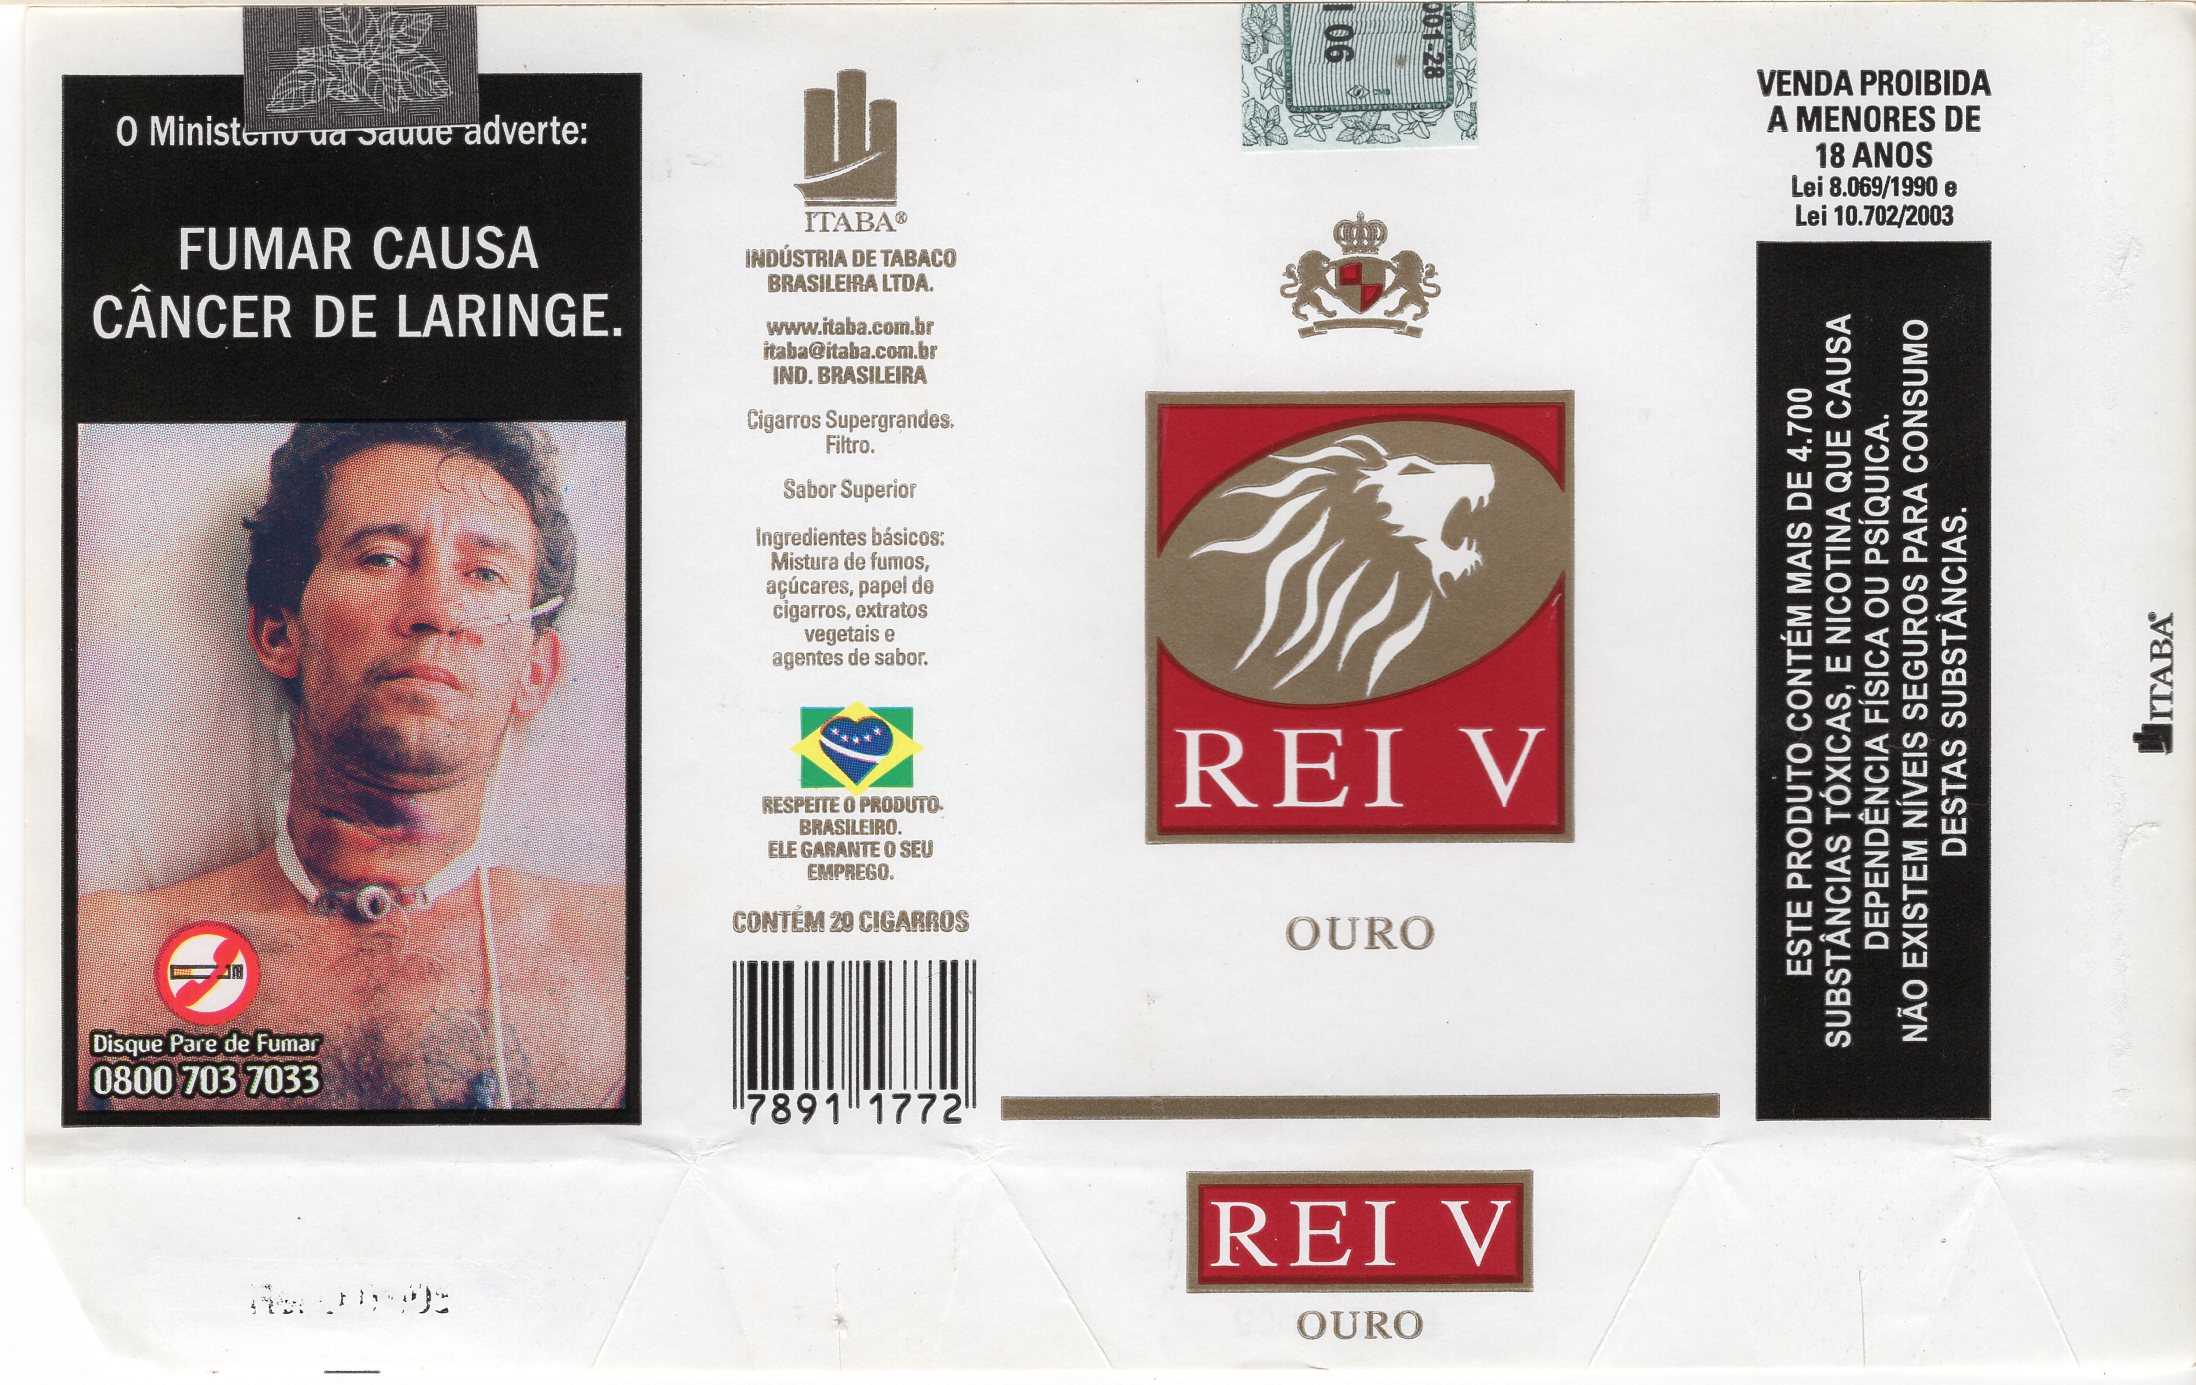 O Ministério da Saúde adverte:
FUMAR CAUSA
CÂNCER DE LARINGE.
Disque Pare de Fumar
0800 703 7033
ITABA®
INDÚSTRIA DE TABACO
BRASILEIRA LTDA.
www.itaba.com.br
itaba@itaba.com.br
IND. BRASILEIRA
Cigarros Supergrandes.
Filtro.
Sabor Superior
Ingredientes básicos:
Mistura de fumos,
açúcares, papel de
cigarros, extratos
vegetais e
agentes de sabor.
RESPEITE O PRODUTO
BRASILEIRO.
ELE GARANTE O SEU
EMPREGO.
CONTÉM 20 CIGARROS
7891 1772
001-28
I 06
REI V
OURO
REI V
OURO
VENDA PROIBIDA
A MENORES DE
18 ANOS
Lei 8.069/1990 e
Lei 10.702/2003
ESTE PRODUTO CONTÉM MAIS DE 4.700
SUBSTÂNCIAS TÓXICAS, E NICOTINA QUE CAUSA
DEPENDÊNCIA FÍSICA OU PSÍQUICA.
NÃO EXISTEM NÍVEIS SEGUROS PARA CONSUMO
DESTAS SUBSTÂNCIAS.
ITABA®